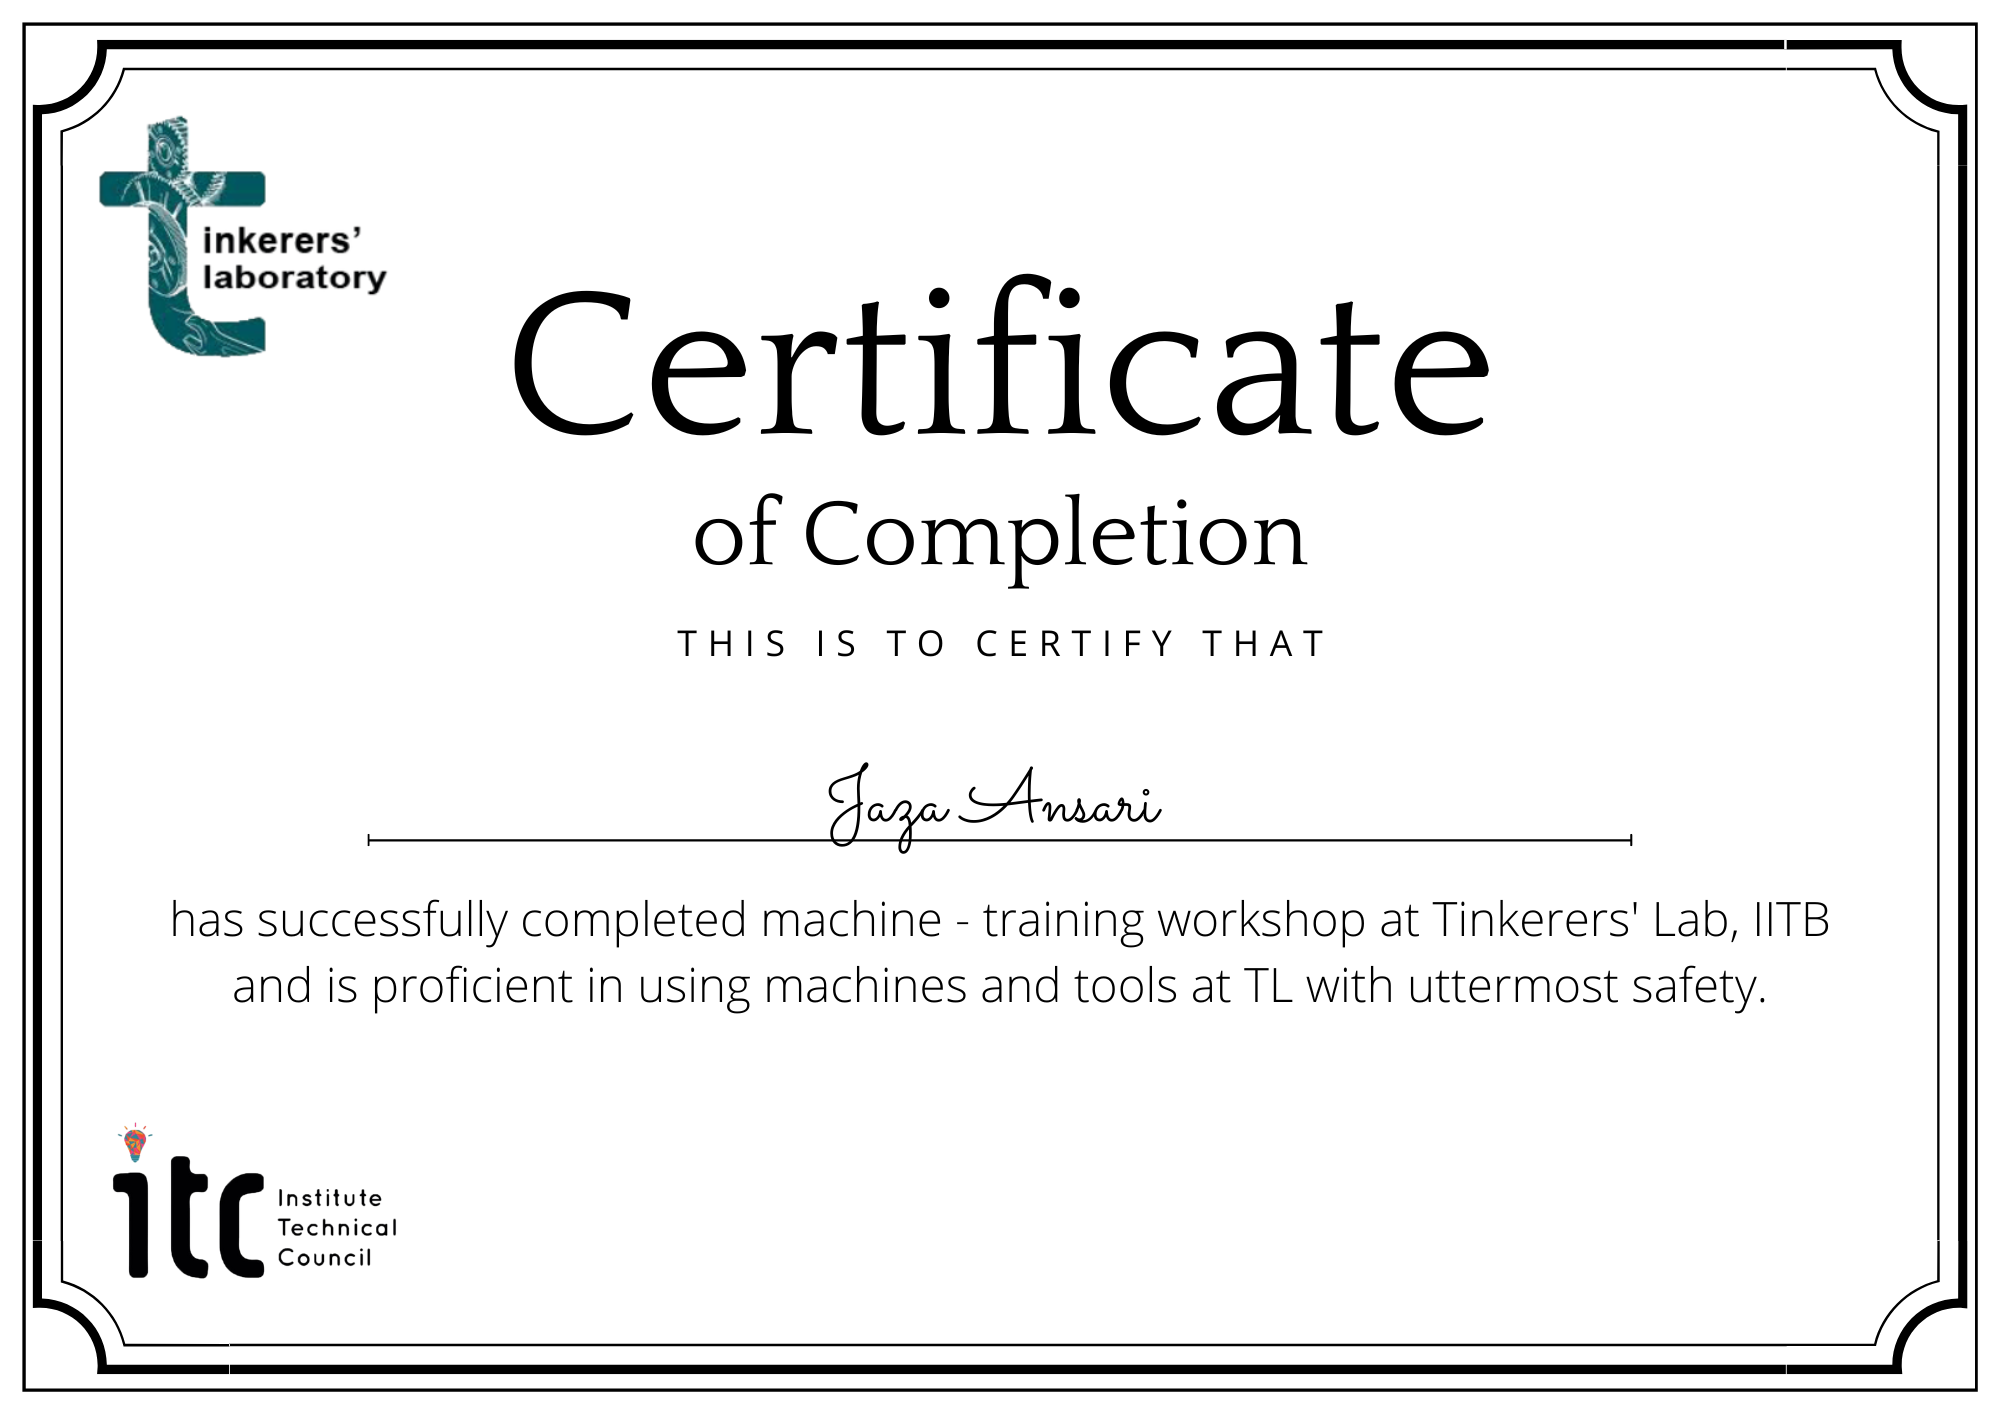 tinkerers’
laboratory
Certificate
of Completion
THIS IS TO CERTIFY THAT
Jaza Ansari
has successfully completed machine - training workshop at Tinkerers' Lab, IITB
and is proficient in using machines and tools at TL with uttermost safety.
itc
Institute
Technical
Council